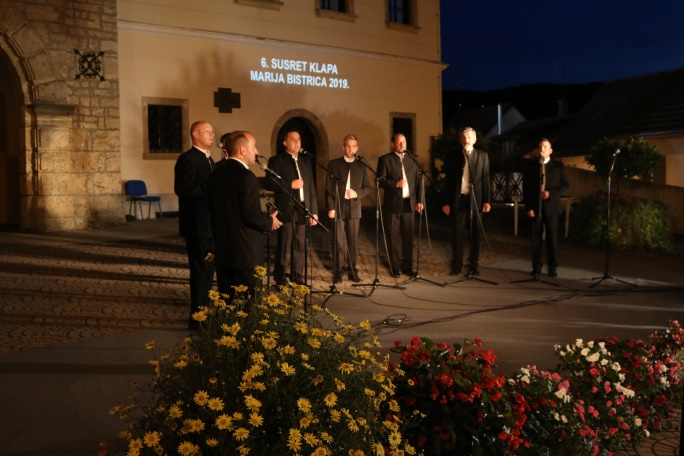 6. SUSRET KLAPA
MARIJA BISTRICA 2019.